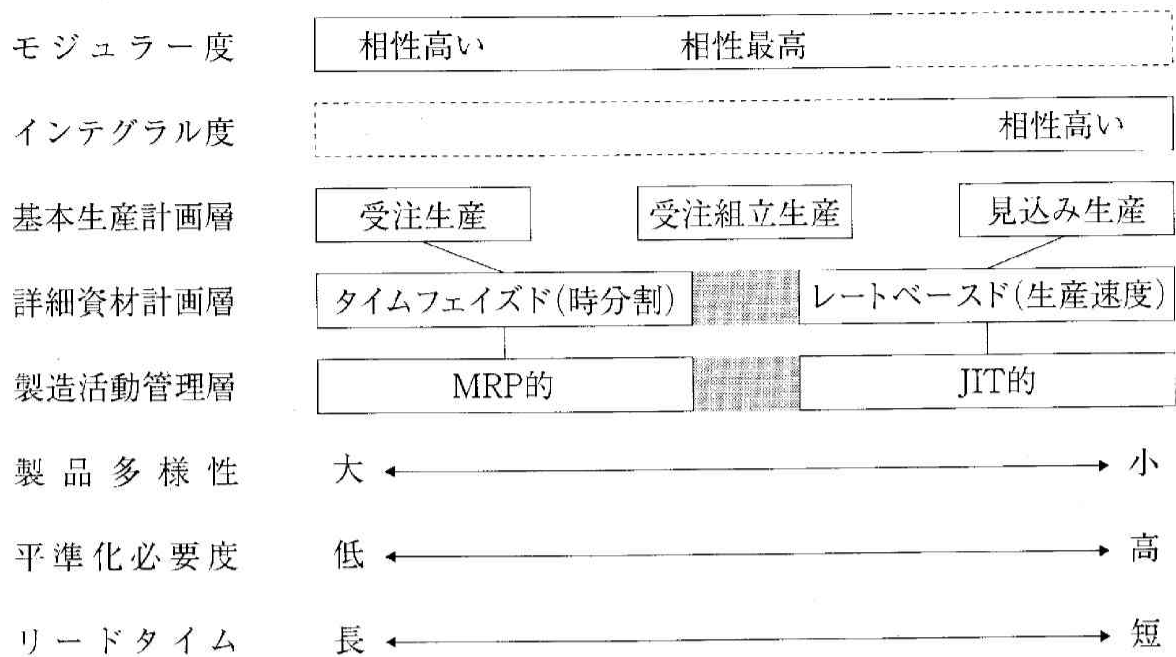 モジュラー度 相性高い 相性最高
インテグラル度 相性高い
基本生産計画層 受注生産 受注組立生産 見込み生産
詳細資材計画層 タイムフェイズド(時分割) レートベースド(生産速度)
製造活動管理層 MRP的 JIT的
製品多様性 大 小
平準化必要度 低 高
リードタイム 長 短